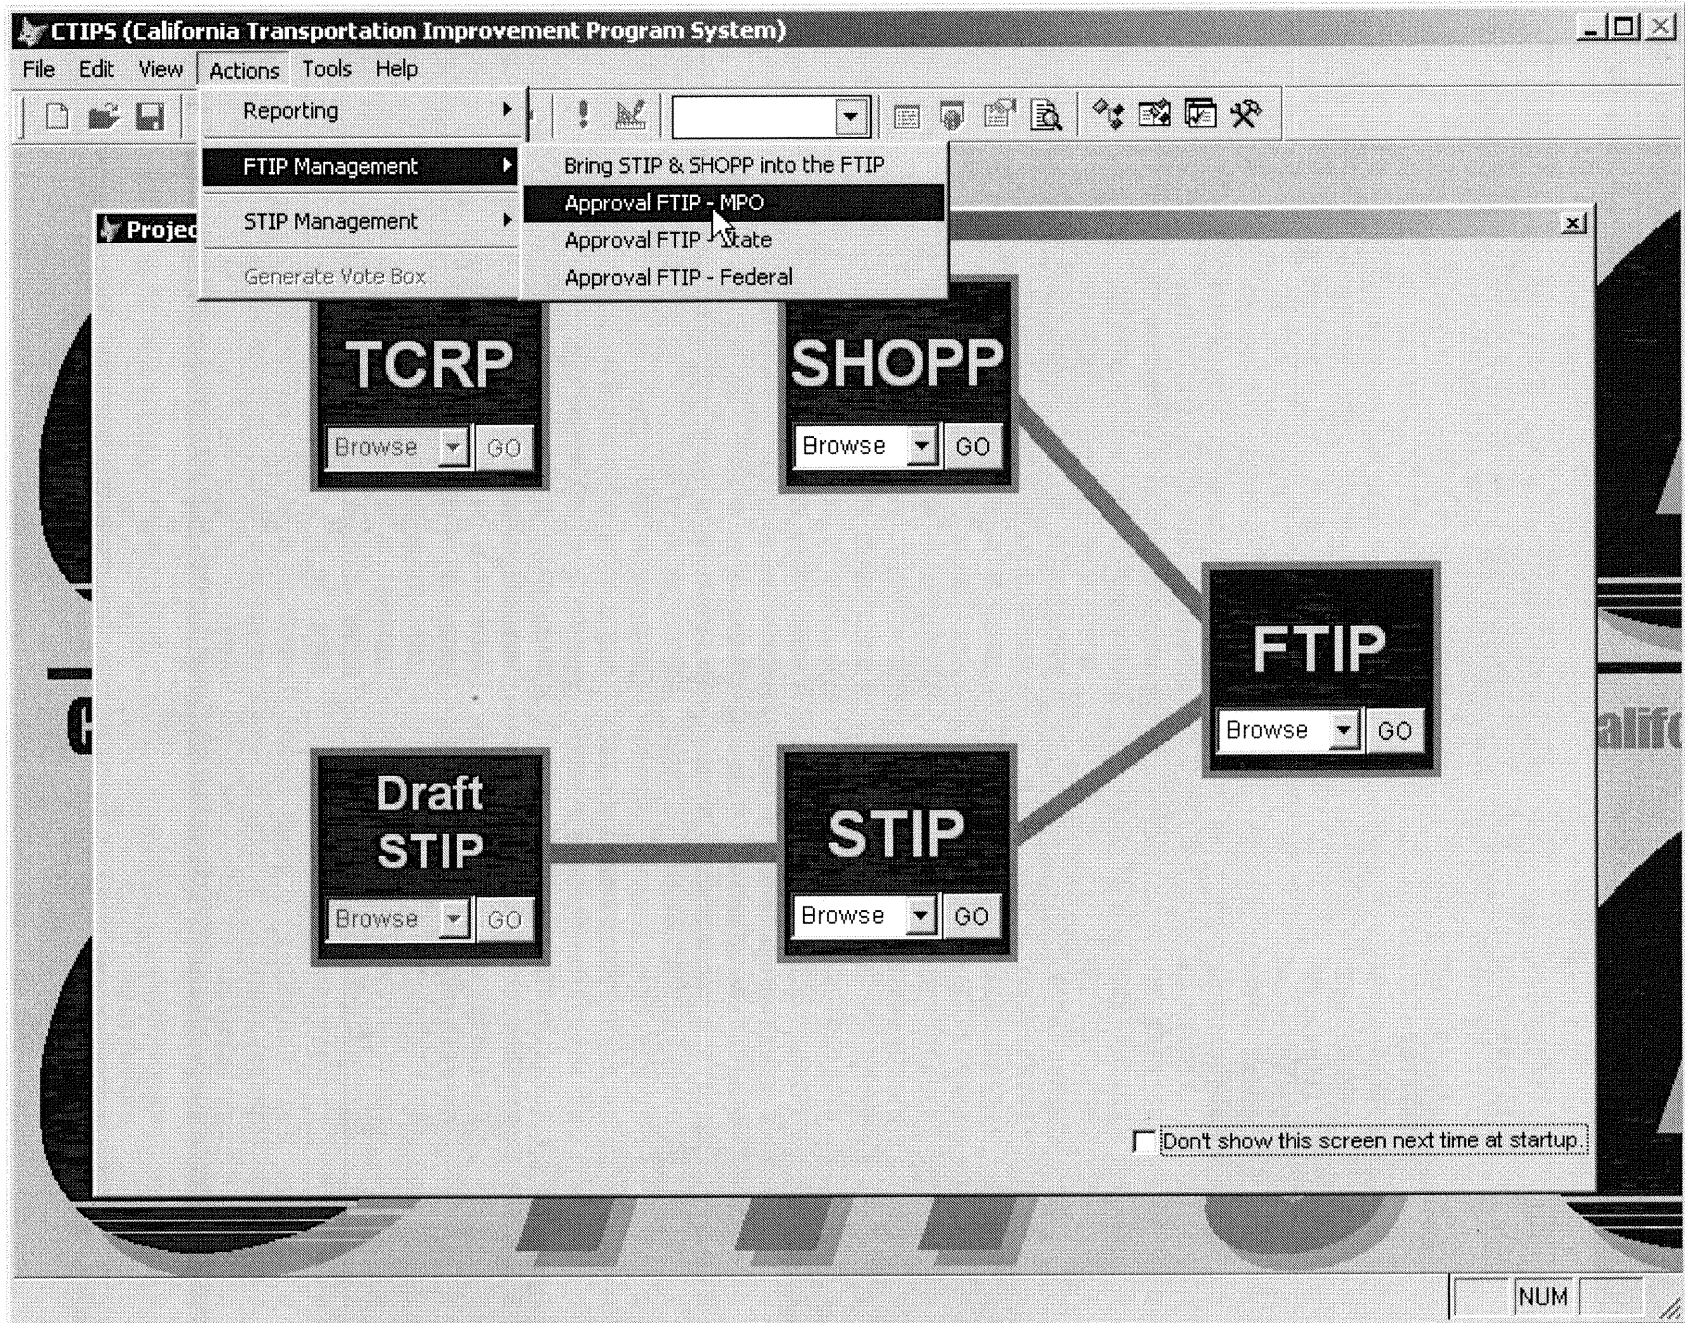 CTIPS (California Transportation Improvement Program System)
File Edit View Actions Tools Help
Reporting
FTIP Management
STIP Management
Generate Vote Box
Bring STIP & SHOPP into the FTIP
Approval FTIP - MPO
Approval FTIP - State
Approval FTIP - Federal
Projec
TCRP
Browse GO
SHOPP
Browse GO
FTIP
Browse GO
Draft
STIP
Browse GO
STIP
Browse GO
alifo
Don't show this screen next time at startup.
NUM